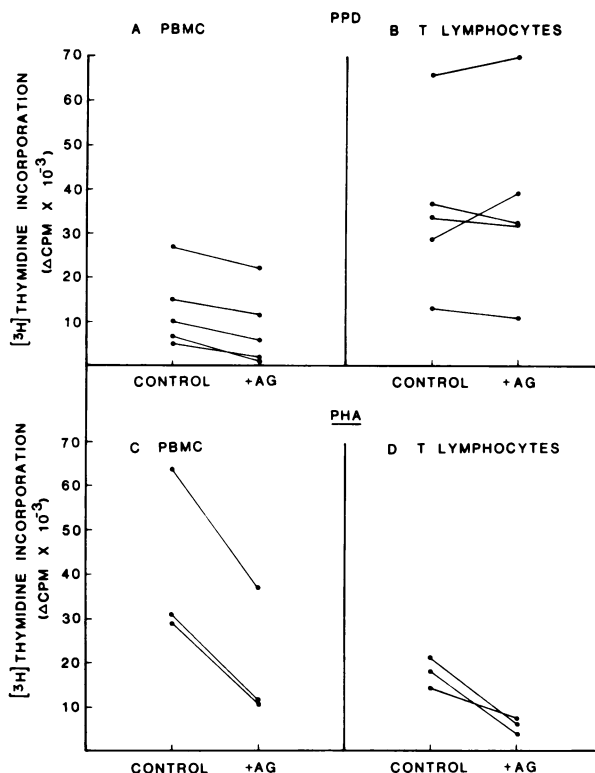 PPD
A PBMC
B T LYMPHOCYTES
[³H]THYMIDINE INCORPORATION
(ΔCPM X 10⁻³)
70
60
50
40
30
20
10
CONTROL +AG CONTROL +AG
PHA
C PBMC
D T LYMPHOCYTES
[³H]THYMIDINE INCORPORATION
(ΔCPM X 10⁻³)
70
60
50
40
30
20
10
CONTROL +AG CONTROL +AG